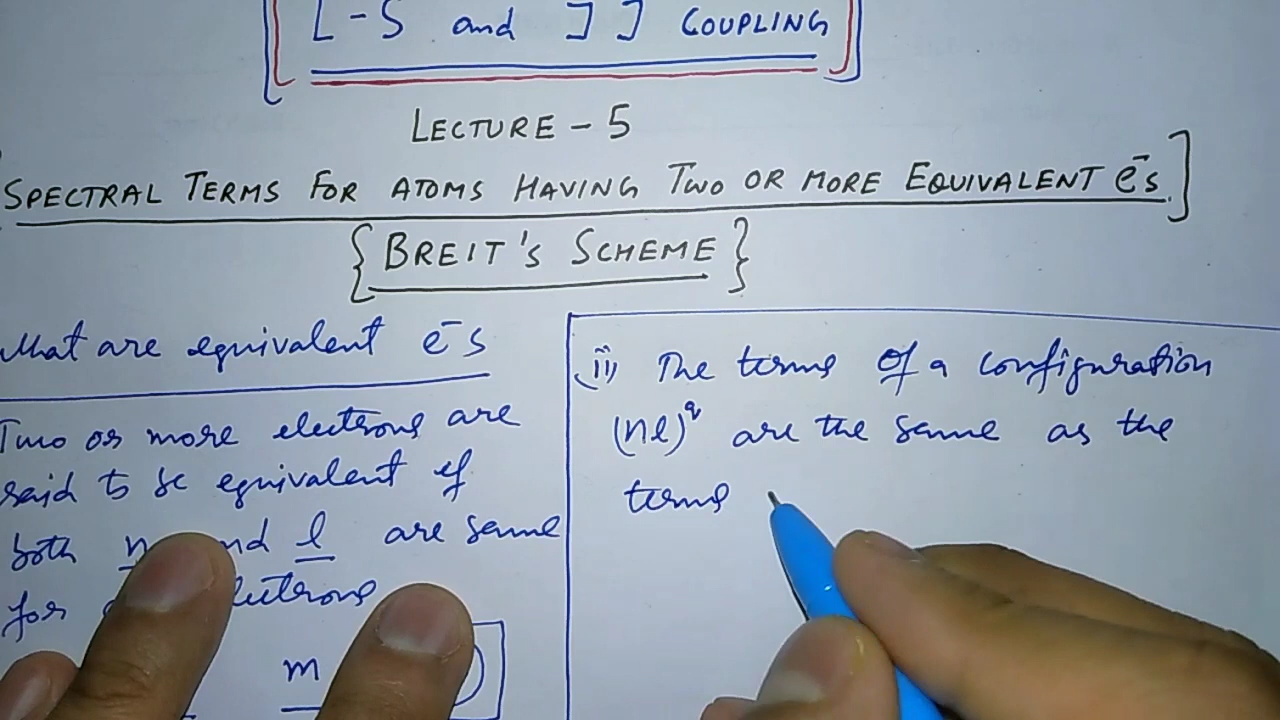 L-S and JJ COUPLING
LECTURE - 5
SPECTRAL TERMS FOR ATOMS HAVING TWO OR MORE EQUIVALENT e⁻s]
{BREIT'S SCHEME}
What are equivalent e⁻s
Two or more electrons are
said to be equivalent if
both n and l are same
for electrons
m
(ii) The terms of a configuration
(nl)^q are the same as the
terms